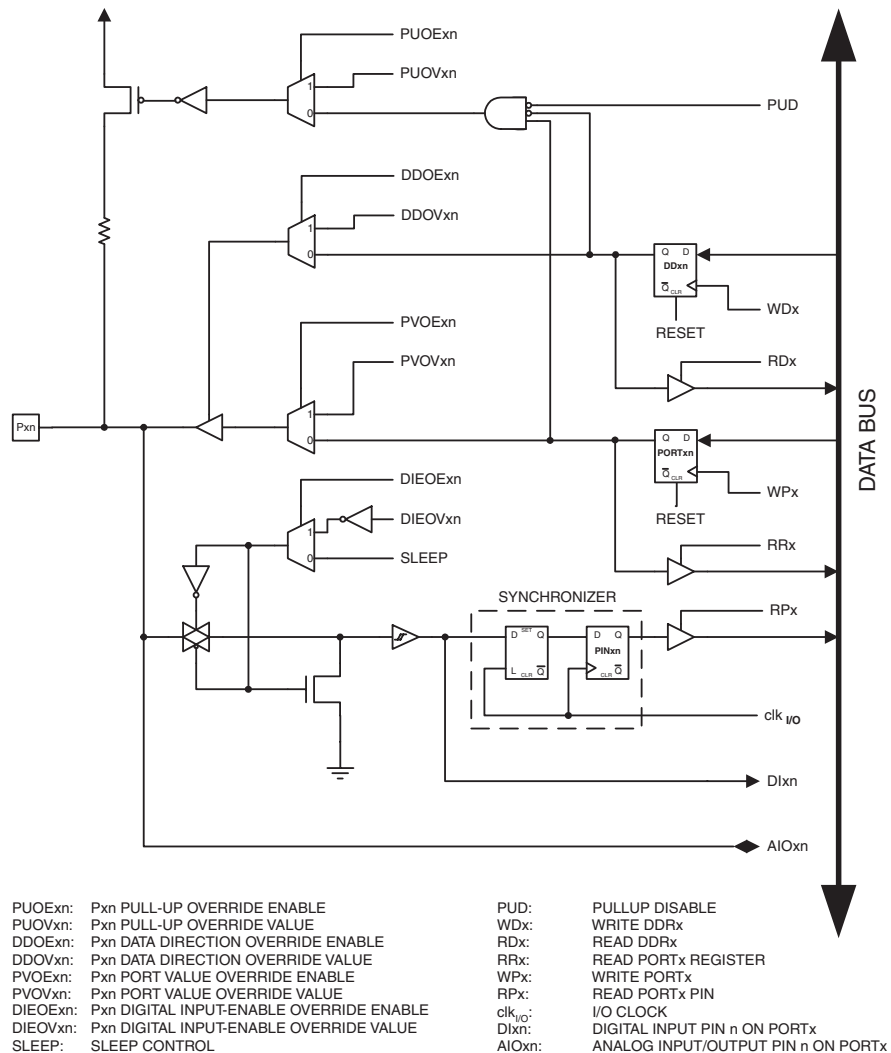 PUOExn
PUOVxn
1
0
PUD
DDOExn
DDOVxn
1
0
Q D
DDxn
Q CLR
WDx
RESET
PVOExn
RDx
PVOVxn
1
0
Pxn
Q D
PORTxn
Q CLR
DATA BUS
DIEOExn
WPx
RESET
DIEOVxn
1
0
SLEEP
RRx
SYNCHRONIZER
RPx
D SET Q
L CLR Q
D Q
PINxn
CLR Q
clk I/O
DIxn
AIOxn
PUOExn: Pxn PULL-UP OVERRIDE ENABLE
PUOVxn: Pxn PULL-UP OVERRIDE VALUE
DDOExn: Pxn DATA DIRECTION OVERRIDE ENABLE
DDOVxn: Pxn DATA DIRECTION OVERRIDE VALUE
PVOExn: Pxn PORT VALUE OVERRIDE ENABLE
PVOVxn: Pxn PORT VALUE OVERRIDE VALUE
DIEOExn: Pxn DIGITAL INPUT-ENABLE OVERRIDE ENABLE
DIEOVxn: Pxn DIGITAL INPUT-ENABLE OVERRIDE VALUE
SLEEP: SLEEP CONTROL
PUD: PULLUP DISABLE
WDx: WRITE DDRx
RDx: READ DDRx
RRx: READ PORTx REGISTER
WPx: WRITE PORTx
RPx: READ PORTx PIN
clkI/O: I/O CLOCK
DIxn: DIGITAL INPUT PIN n ON PORTx
AIOxn: ANALOG INPUT/OUTPUT PIN n ON PORTx